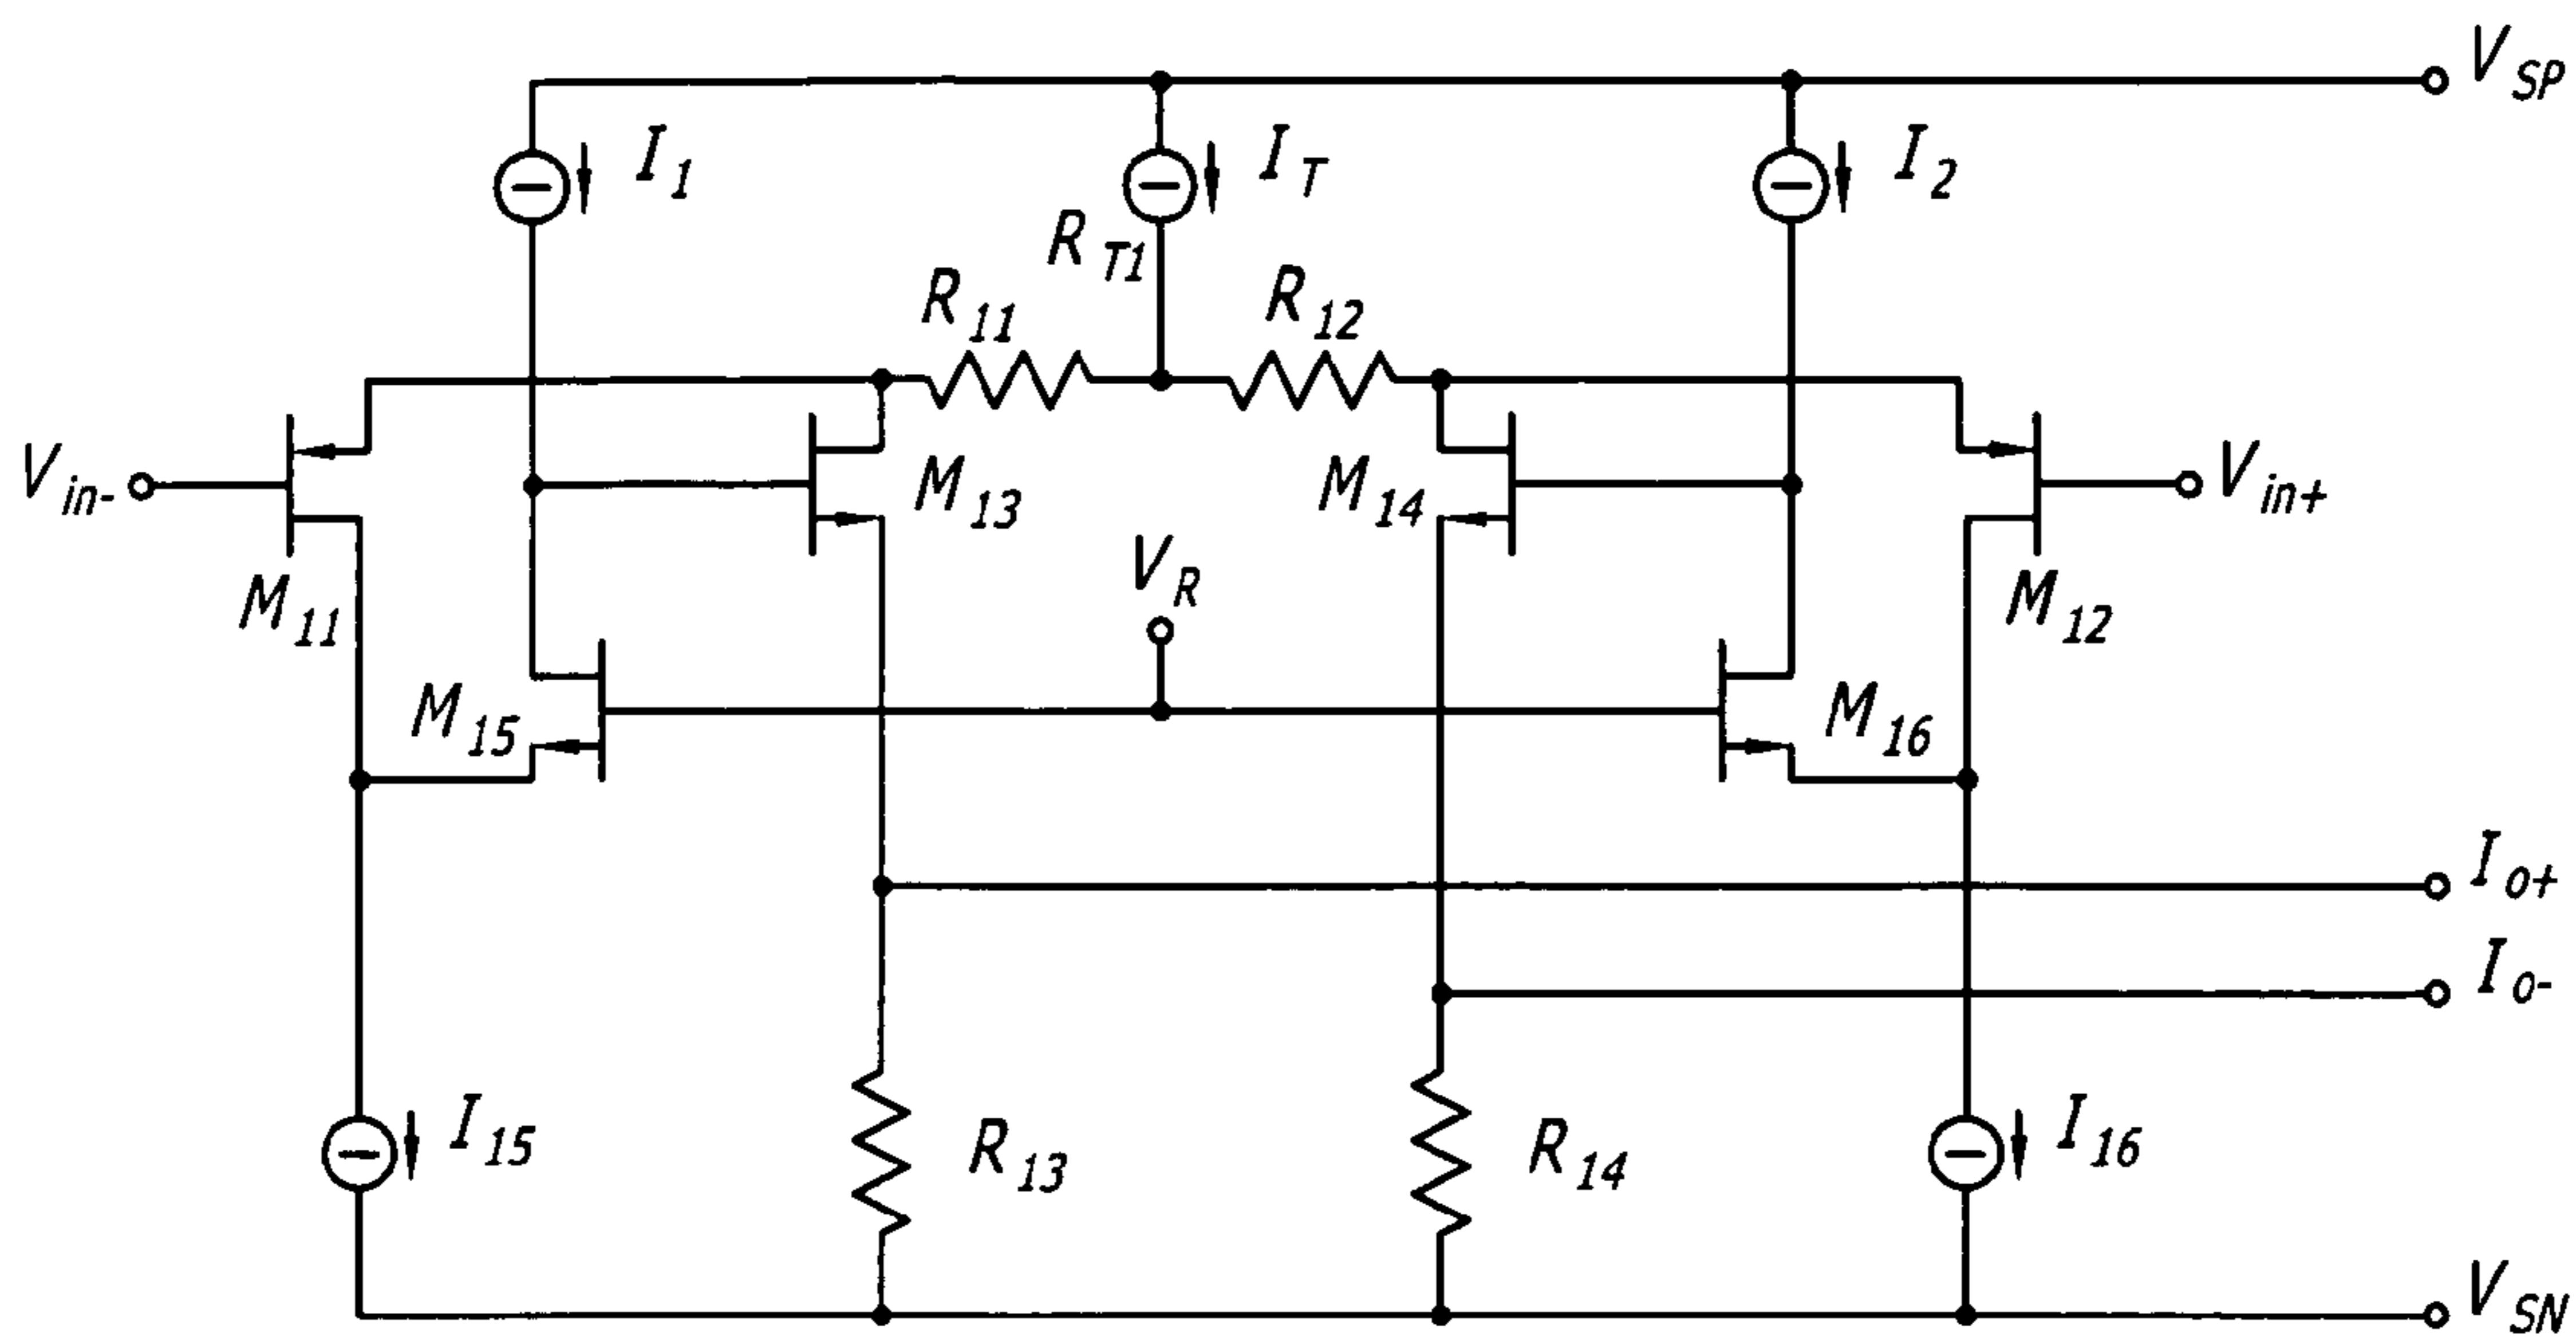 V_SP
I_1
I_T
I_2
R_T1
R_11
R_12
V_in-
M_13
M_14
V_in+
V_R
M_11
M_12
M_15
M_16
I_o+
I_o-
I_15
R_13
R_14
I_16
V_SN